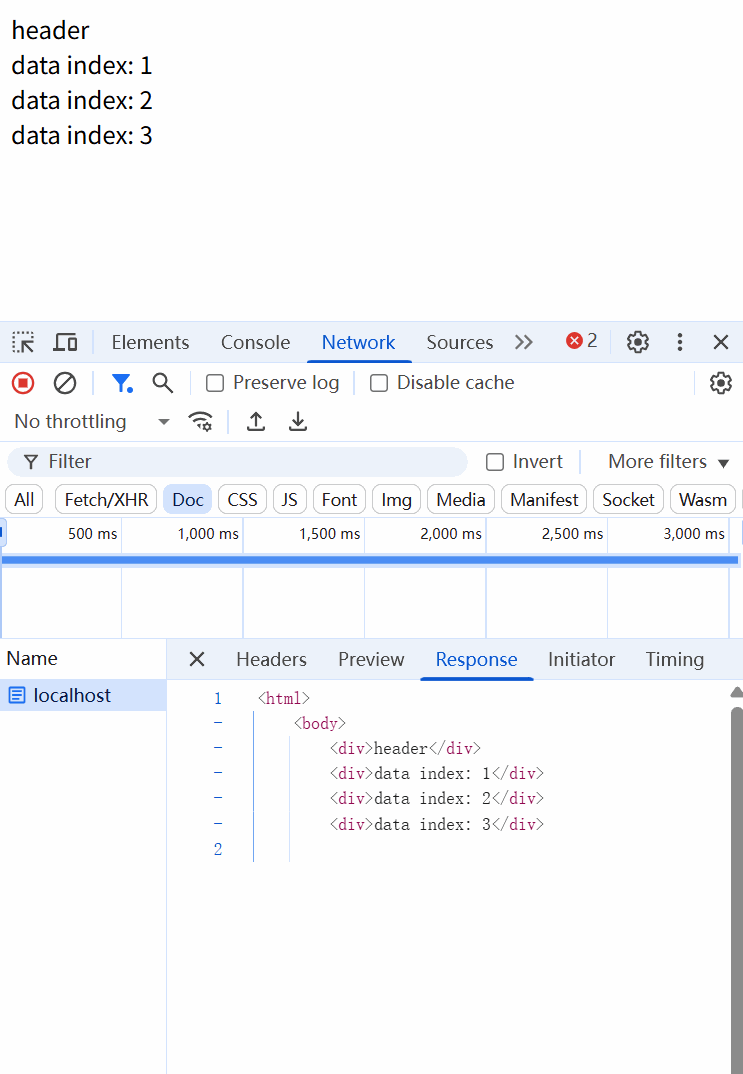 header
data index: 1
data index: 2
data index: 3
Elements Console Network Sources 2
Preserve log Disable cache
No throttling
Filter Invert More filters
All Fetch/XHR Doc CSS JS Font Img Media Manifest Socket Wasm
500 ms 1,000 ms 1,500 ms 2,000 ms 2,500 ms 3,000 ms
Name Headers Preview Response Initiator Timing
localhost
1 <html>
- <body>
- <div>header</div>
- <div>data index: 1</div>
- <div>data index: 2</div>
- <div>data index: 3</div>
2